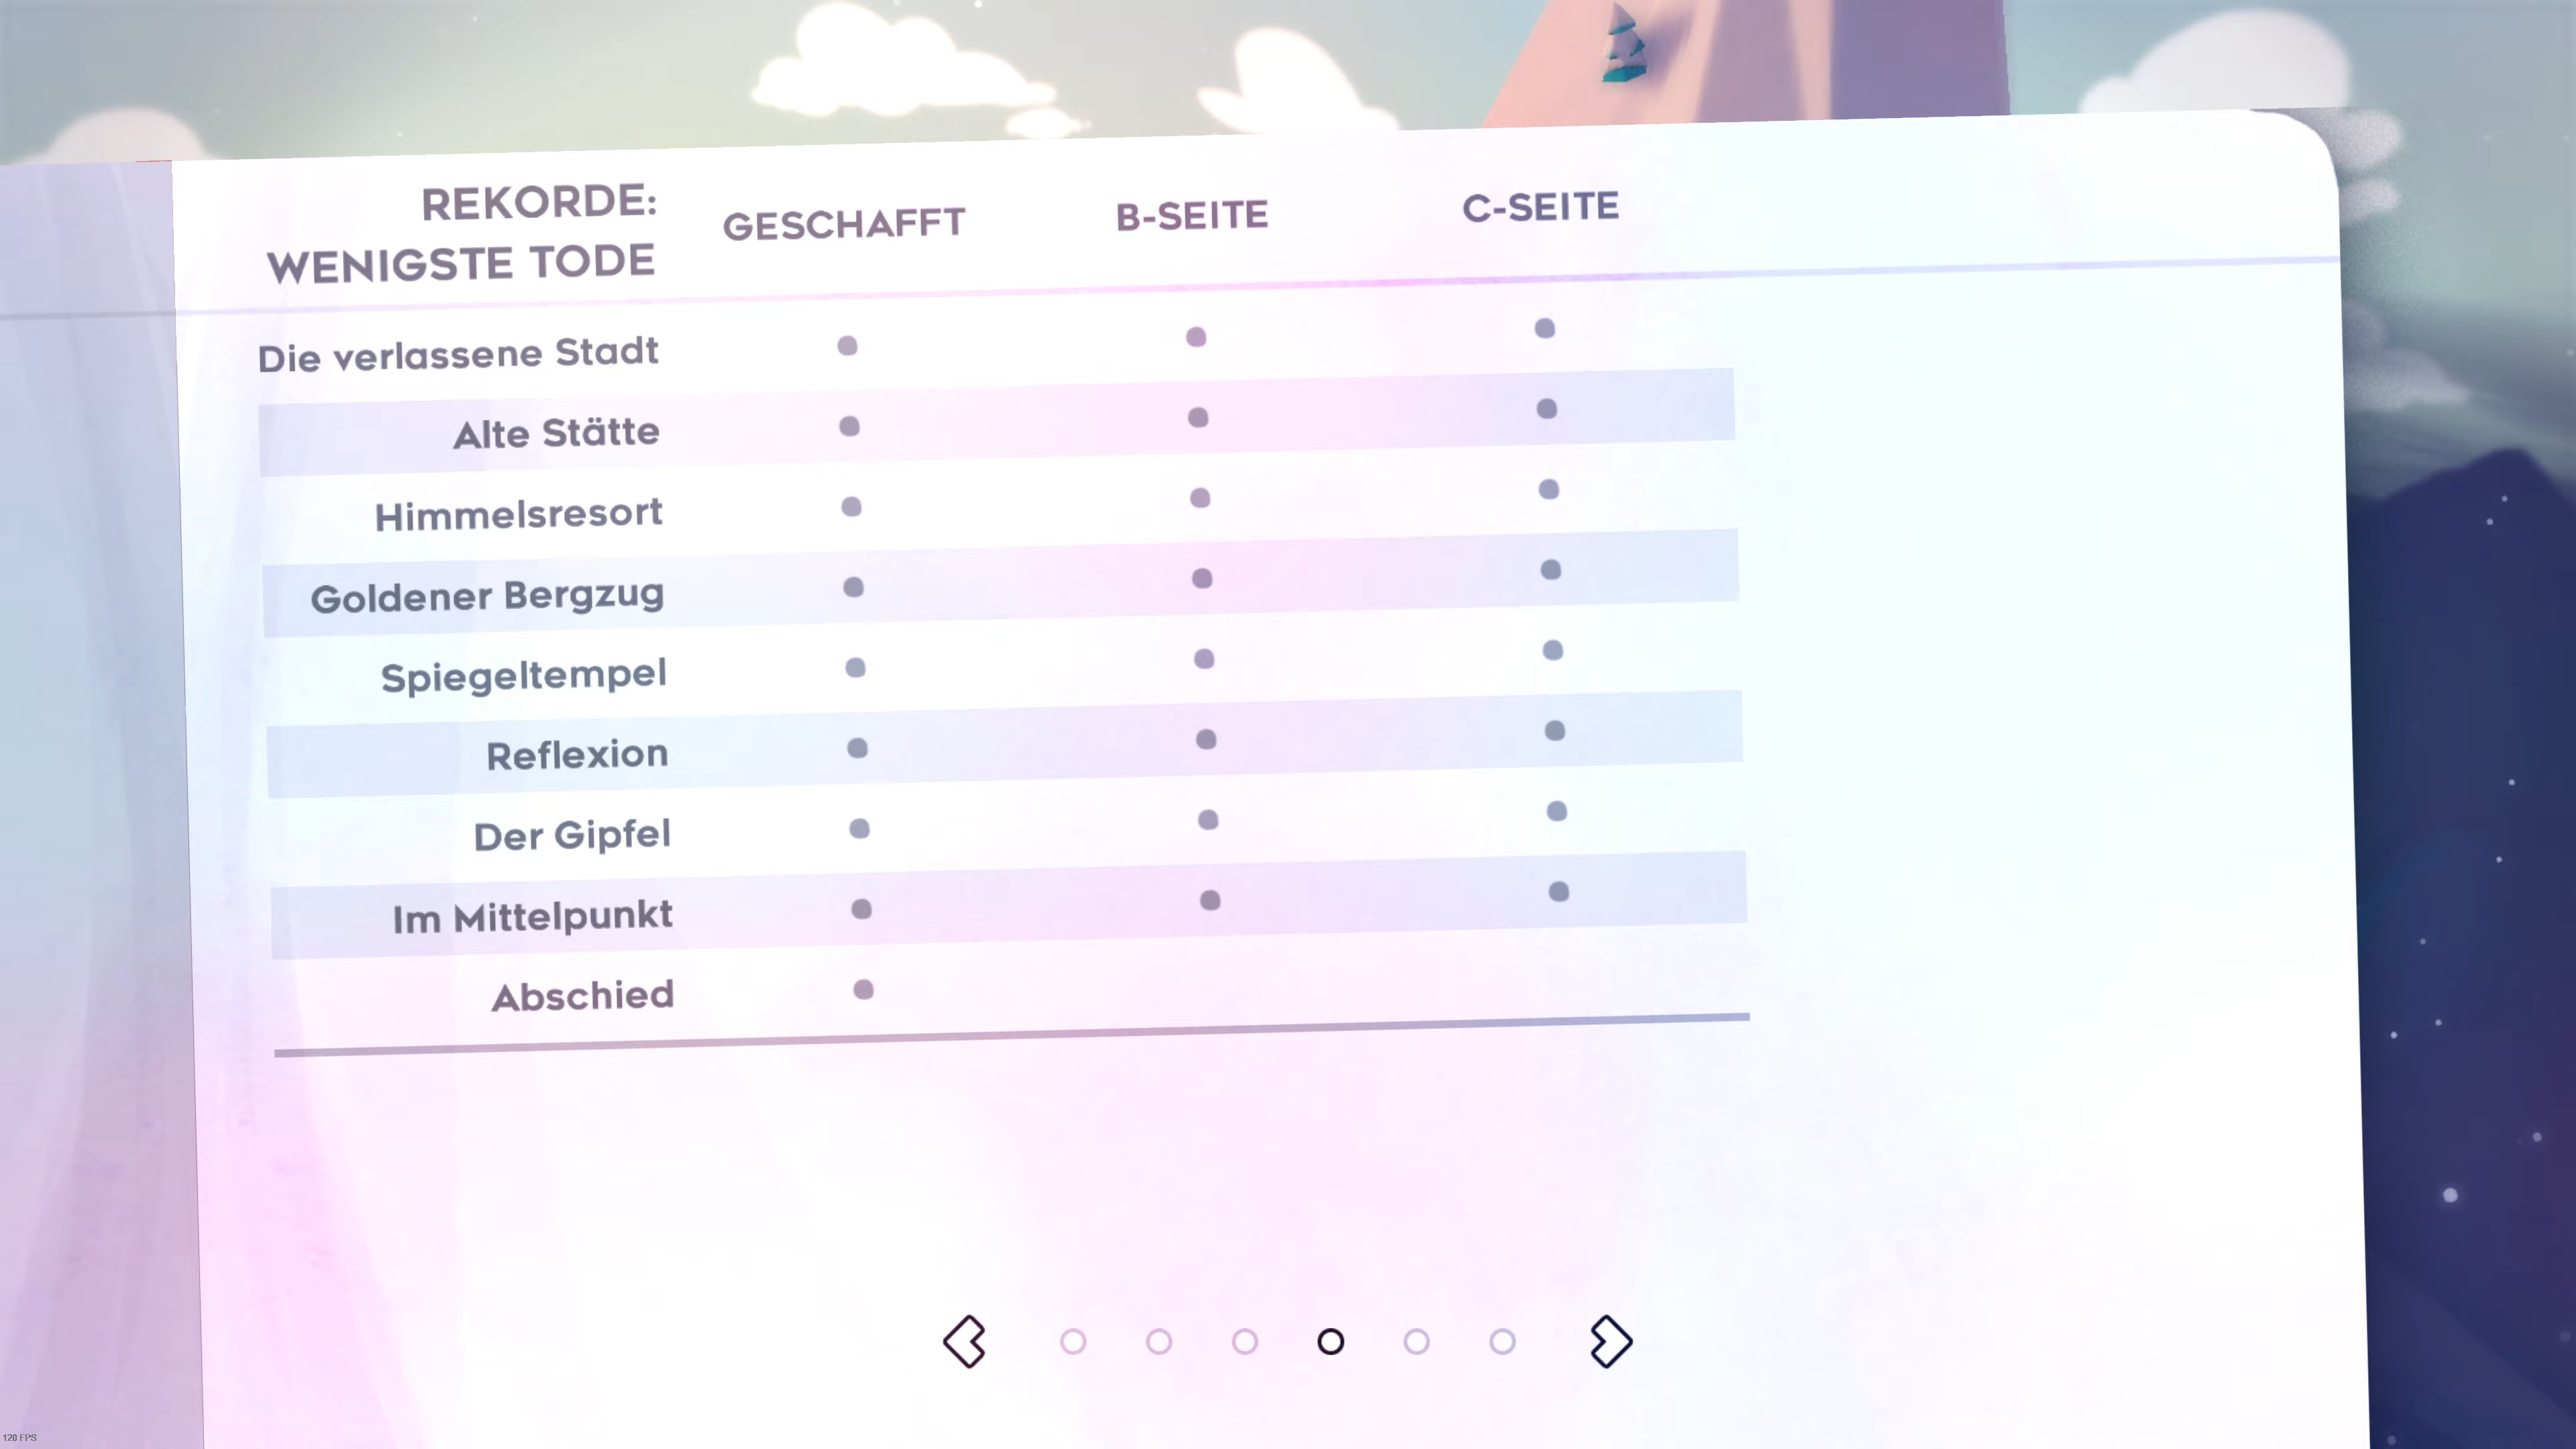 REKORDE:
WENIGSTE TODE
GESCHAFFT
B-SEITE
C-SEITE
Die verlassene Stadt
Alte Stätte
Himmelsresort
Goldener Bergzug
Spiegeltempel
Reflexion
Der Gipfel
Im Mittelpunkt
Abschied
120 FPS